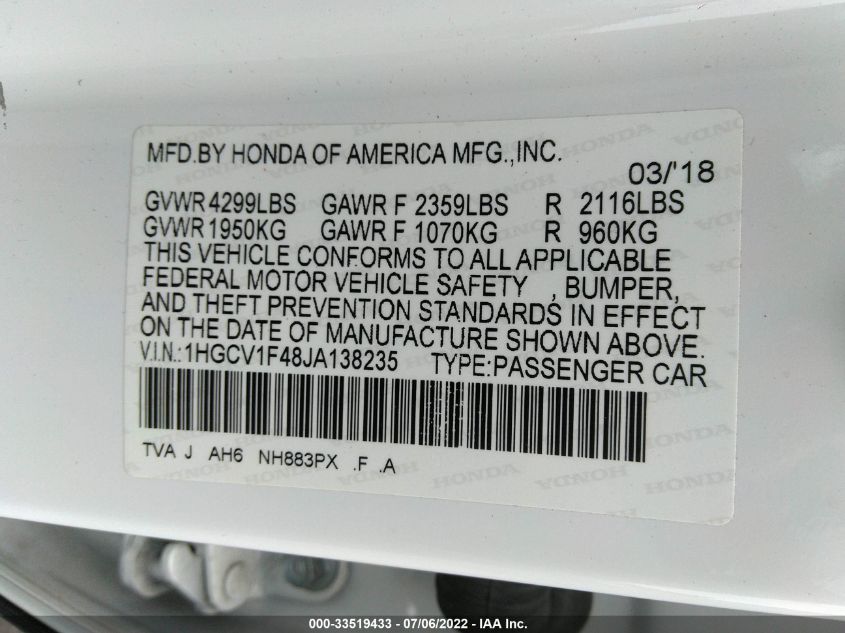 MFD.BY HONDA OF AMERICA MFG.,INC.
03/'18
GVWR 4299LBS GAWR F 2359LBS R 2116LBS
GVWR 1950KG GAWR F 1070KG R 960KG
THIS VEHICLE CONFORMS TO ALL APPLICABLE
FEDERAL MOTOR VEHICLE SAFETY , BUMPER,
AND THEFT PREVENTION STANDARDS IN EFFECT
ON THE DATE OF MANUFACTURE SHOWN ABOVE.
V.I.N.:1HGCV1F48JA138235 TYPE:PASSENGER CAR
TVA J AH6 NH883PX .F .A
000-33519433 - 07/06/2022 - IAA Inc.